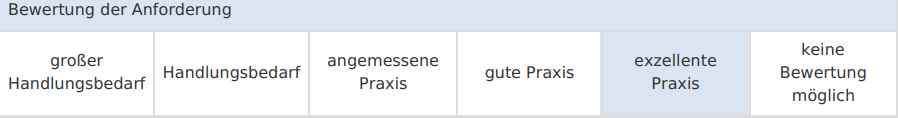 Bewertung der Anforderung
großer
Handlungsbedarf
Handlungsbedarf
angemessene
Praxis
gute Praxis
exzellente
Praxis
keine
Bewertung
möglich